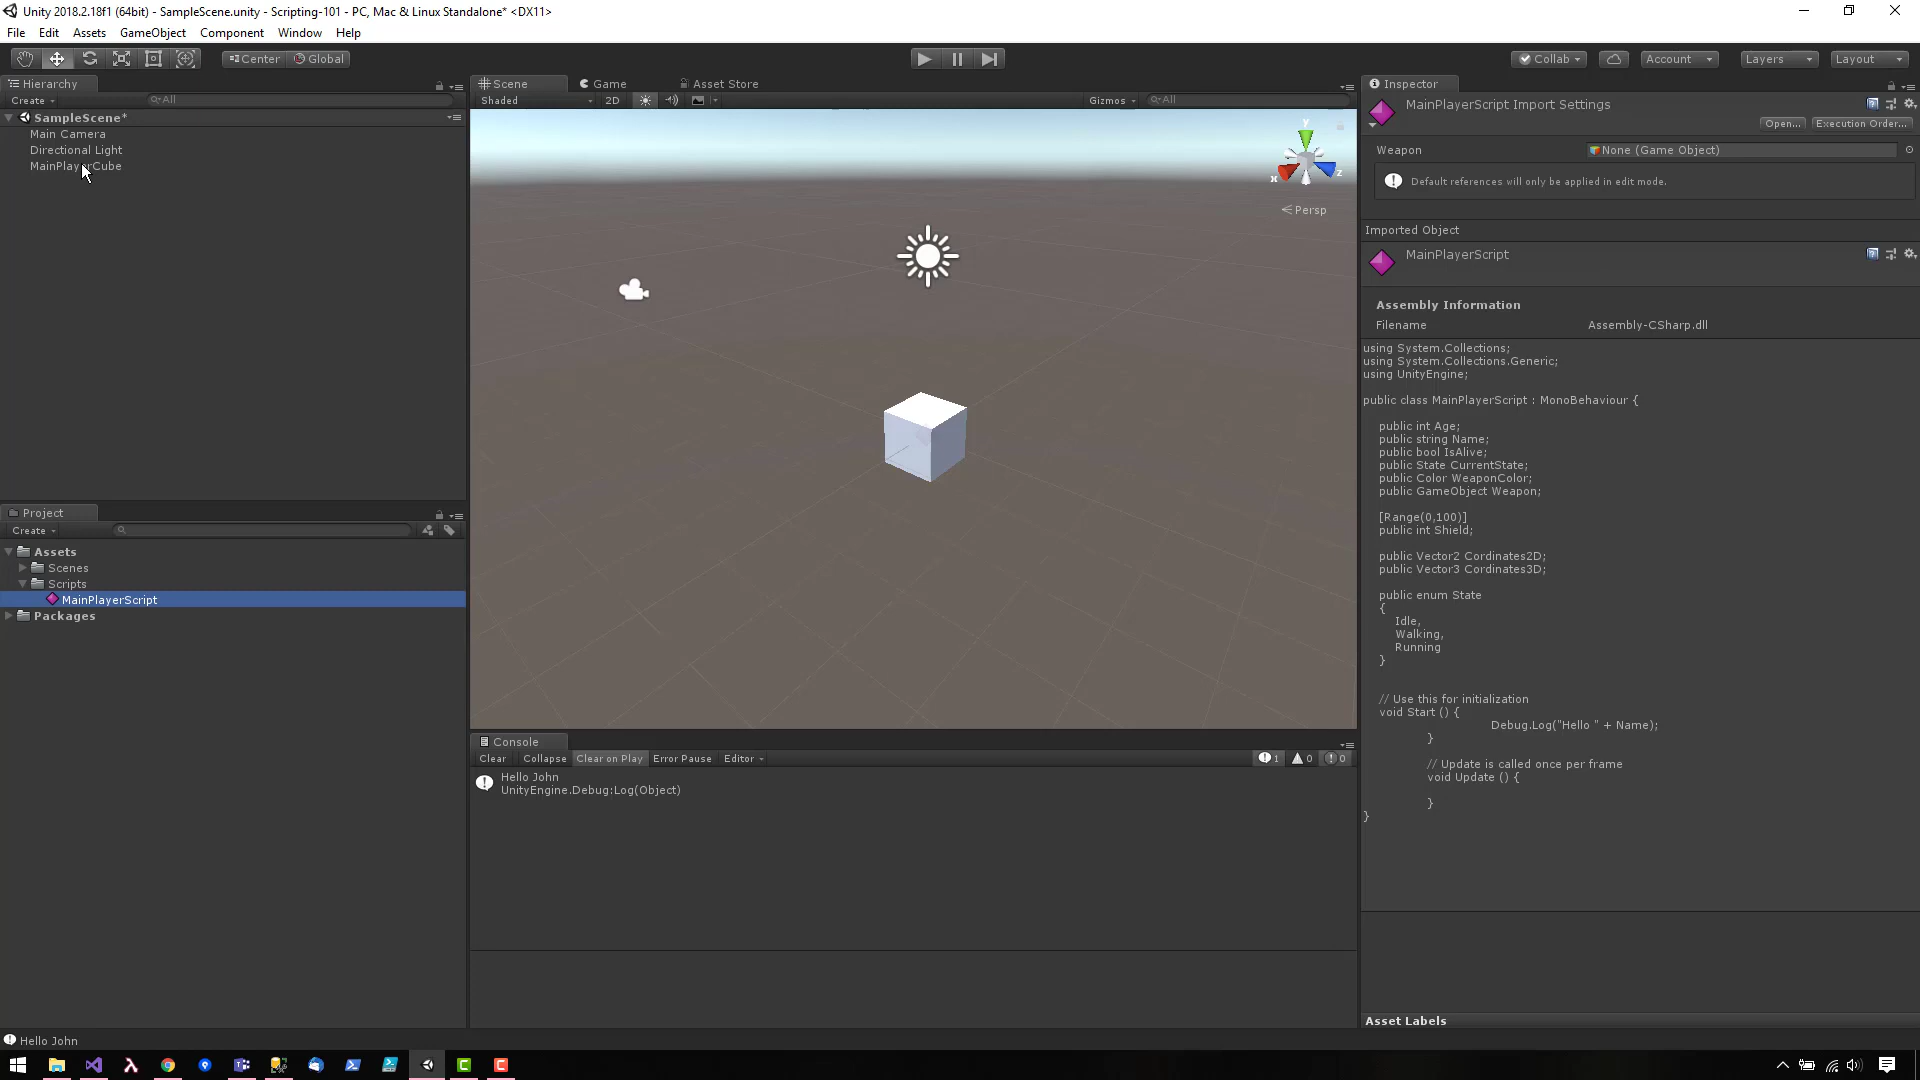 Unity 2018.2.18f1 (64bit) - SampleScene.unity - Scripting-101 - PC, Mac & Linux Standalone* <DX11>
File Edit Assets GameObject Component Window Help
Center Global Collab Account Layers Layout
Hierarchy
Create All
SampleScene*
Main Camera
Directional Light
MainPlayerCube
Scene Game Asset Store
Shaded 2D Gizmos All
y
x
z
Persp
Project
Create
Assets
Scenes
Scripts
MainPlayerScript
Packages
Console
Clear Collapse Clear on Play Error Pause Editor 1 0 0
Hello John
UnityEngine.Debug:Log(Object)
Inspector
MainPlayerScript Import Settings
Open... Execution Order...
Weapon None (Game Object)
Default references will only be applied in edit mode.
Imported Object
MainPlayerScript
Assembly Information
Filename Assembly-CSharp.dll
using System.Collections;
using System.Collections.Generic;
using UnityEngine;
public class MainPlayerScript : MonoBehaviour {
public int Age;
public string Name;
public bool IsAlive;
public State CurrentState;
public Color WeaponColor;
public GameObject Weapon;
[Range(0,100)]
public int Shield;
public Vector2 Cordinates2D;
public Vector3 Cordinates3D;
public enum State
{
Idle,
Walking,
Running
}
// Use this for initialization
void Start () {
Debug.Log("Hello " + Name);
}
// Update is called once per frame
void Update () {
}
}
Asset Labels
Hello John